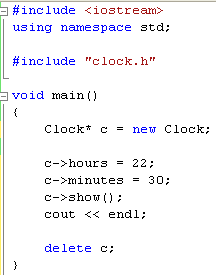 #include <iostream>
using namespace std;
#include "clock.h"
void main()
{
Clock* c = new Clock;
c->hours = 22;
c->minutes = 30;
c->show();
cout << endl;
delete c;
}